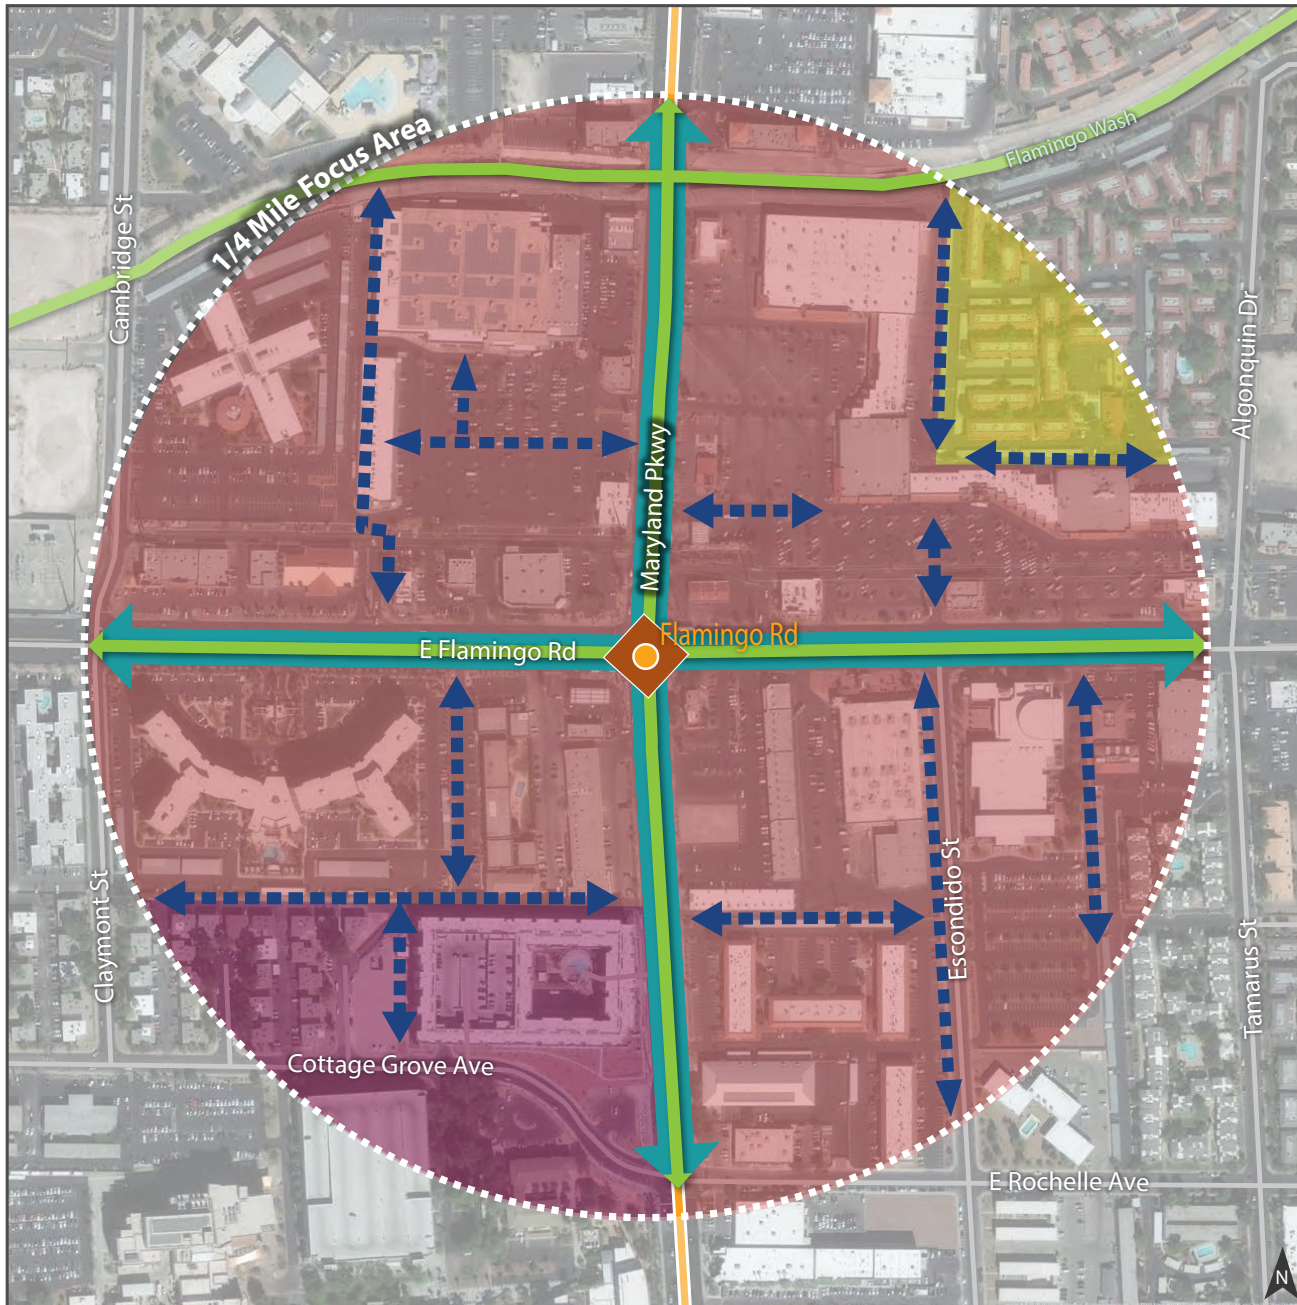 Flamingo Wash
1/4 Mile Focus Area
Cambridge St
Algonquin Dr
Maryland Pkwy
Flamingo Rd
E Flamingo Rd
Claymont St
Escondido St
Tamarus St
Cottage Grove Ave
E Rochelle Ave
N